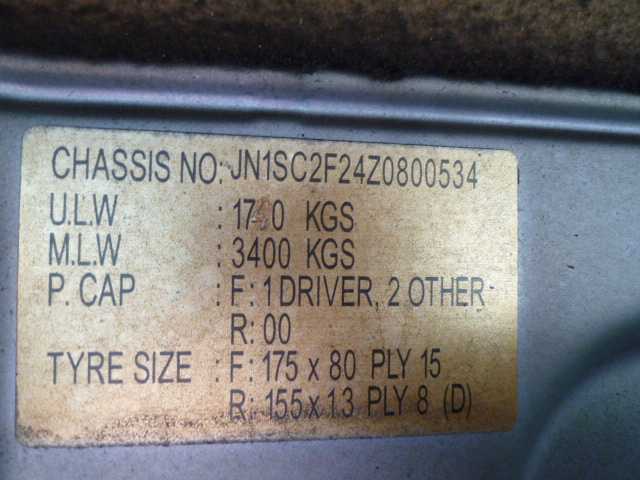 CHASSIS NO: JN1SC2F24Z0800534
U.L.W : KGS
M.L.W : 3400 KGS
P. CAP : F: 1 DRIVER, 2 OTHER
R: 00
TYRE SIZE : F: 175 x 80 PLY 15
R: 155 x 13 PLY 8 (D)